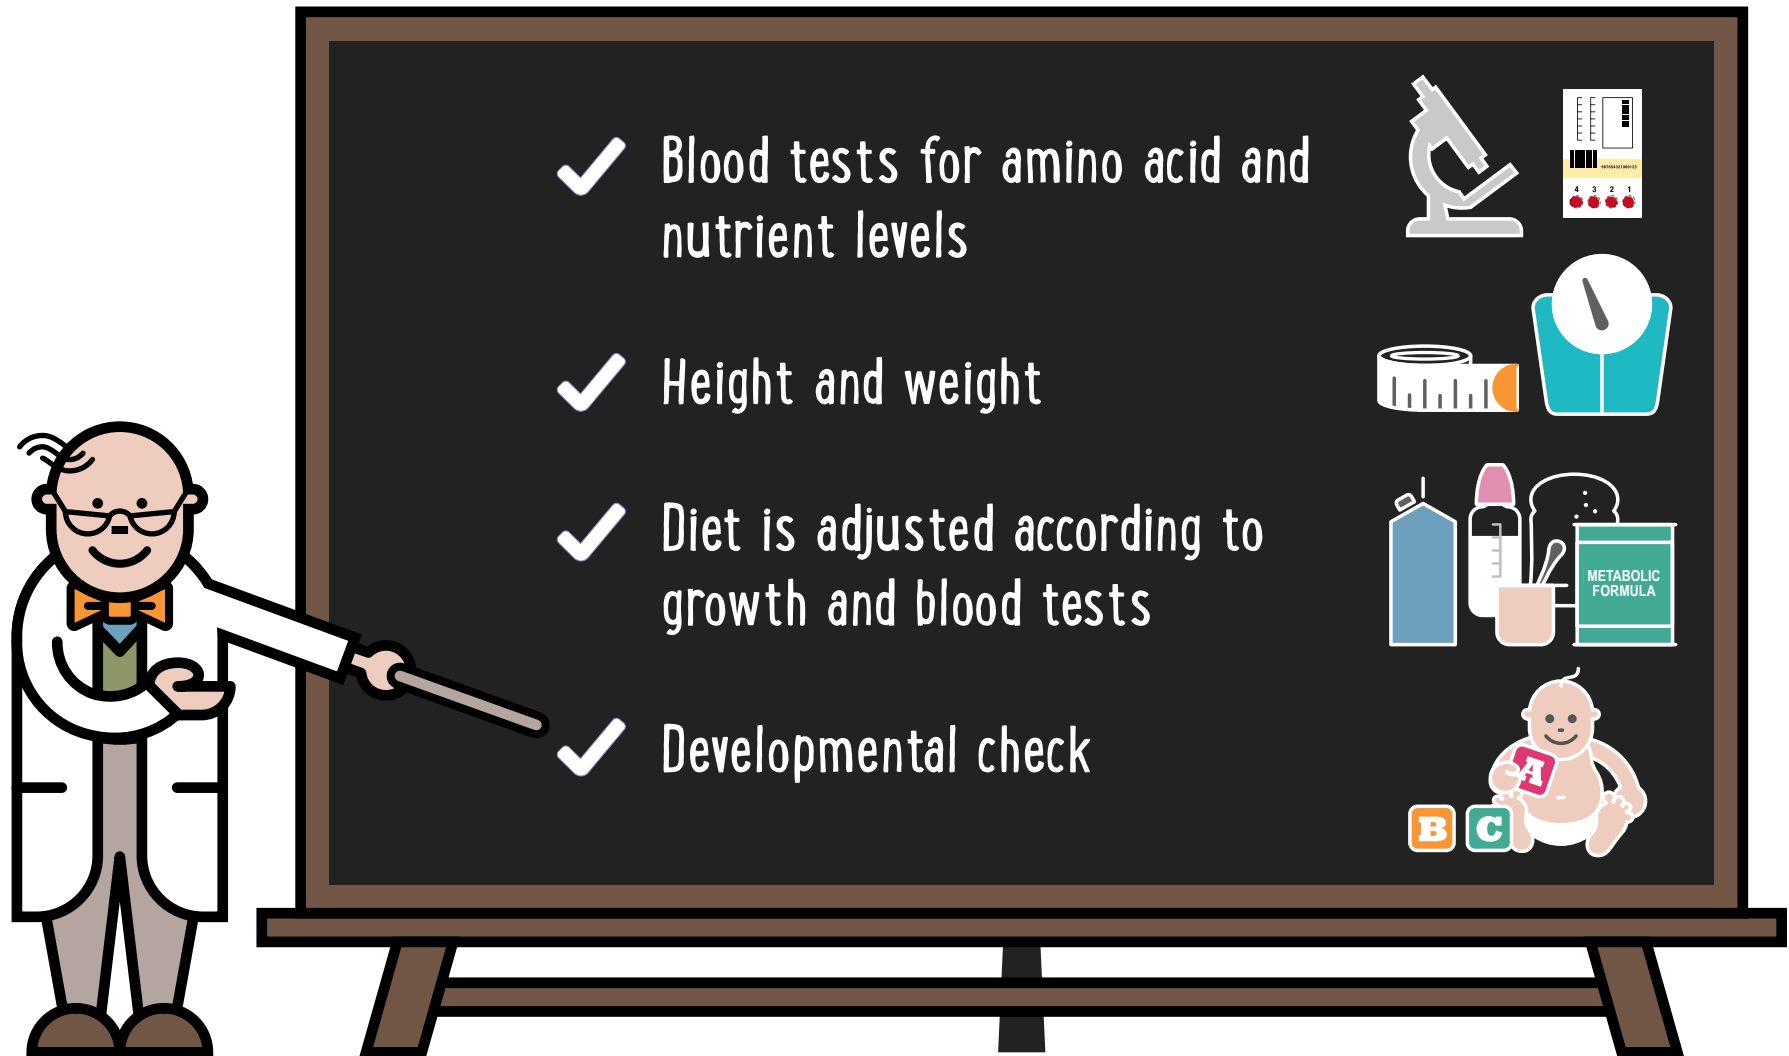 Blood tests for amino acid and
nutrient levels
4 3 2 1
Height and weight
Diet is adjusted according to
growth and blood tests
METABOLIC
FORMULA
Developmental check
A
B C